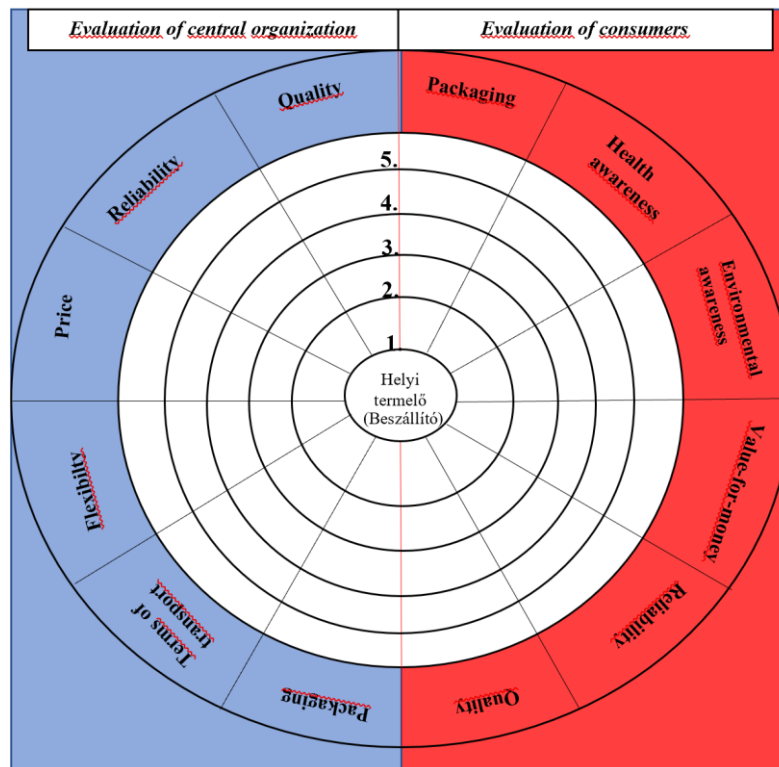 Evaluation of central organization
Evaluation of consumers
Quality
Packaging
Reliability
Health
awareness
Price
Environmental
awareness
5.
4.
3.
2.
1.
Helyi
termelő
(Beszállító)
Flexibilty
Value-for-money
Terms of
transport
Reliability
Packaging
Quality